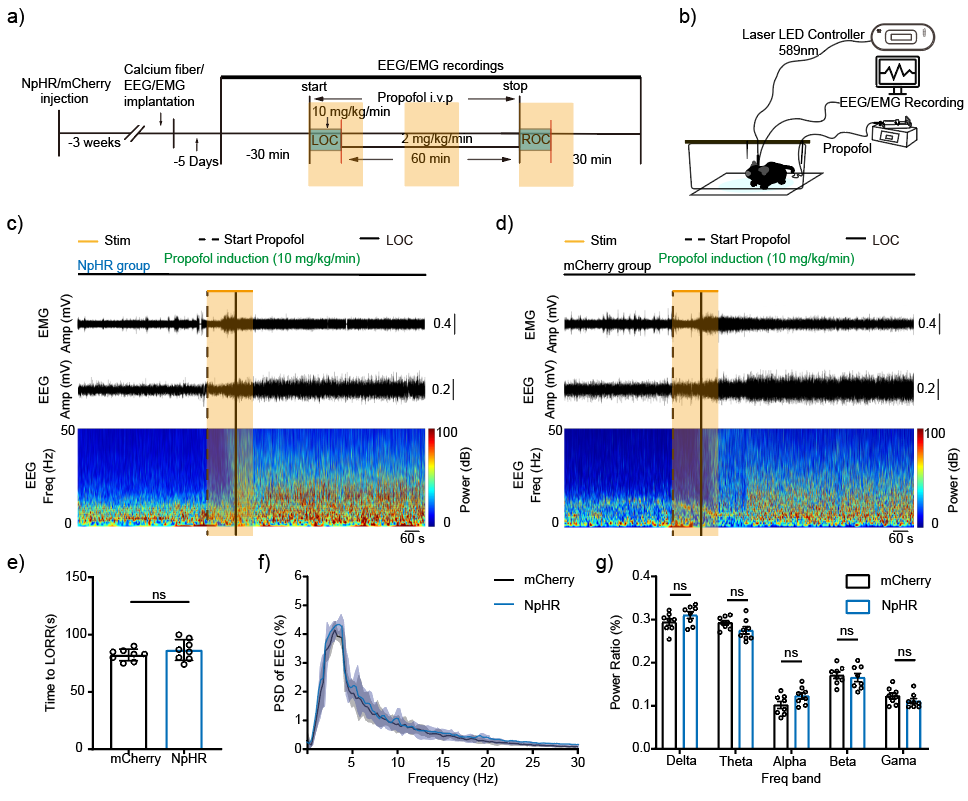 a)
EEG/EMG recordings
Calcium fiber/
EEG/EMG
implantation
NpHR/mCherry
injection
start
stop
Propofol i.v.p
10 mg/kg/min
LOC
2 mg/kg/min
ROC
-3 weeks
-5 Days
-30 min
60 min
30 min
b)
Laser LED Controller
589nm
EEG/EMG Recording
Propofol
c)
Stim
Start Propofol
LOC
NpHR group
Propofol induction (10 mg/kg/min)
EMG
Amp (mV)
0.4
EEG
Amp (mV)
0.2
EEG
Freq (Hz)
50
0
100
0
Power (dB)
60 s
d)
Stim
Start Propofol
LOC
mCherry group
Propofol induction (10 mg/kg/min)
EMG
Amp (mV)
0.4
EEG
Amp (mV)
0.2
EEG
Freq (Hz)
50
0
100
0
Power (dB)
60 s
e)
Time to LORR(s)
150
100
50
0
ns
mCherry
NpHR
f)
PSD of EEG (%)
6
5
4
3
2
1
0
mCherry
NpHR
5
10
15
20
25
30
Frequency (Hz)
g)
Power Ratio (%)
0.4
0.3
0.2
0.1
0.0
mCherry
NpHR
ns
ns
ns
ns
ns
Delta
Theta
Alpha
Beta
Gama
Freq band